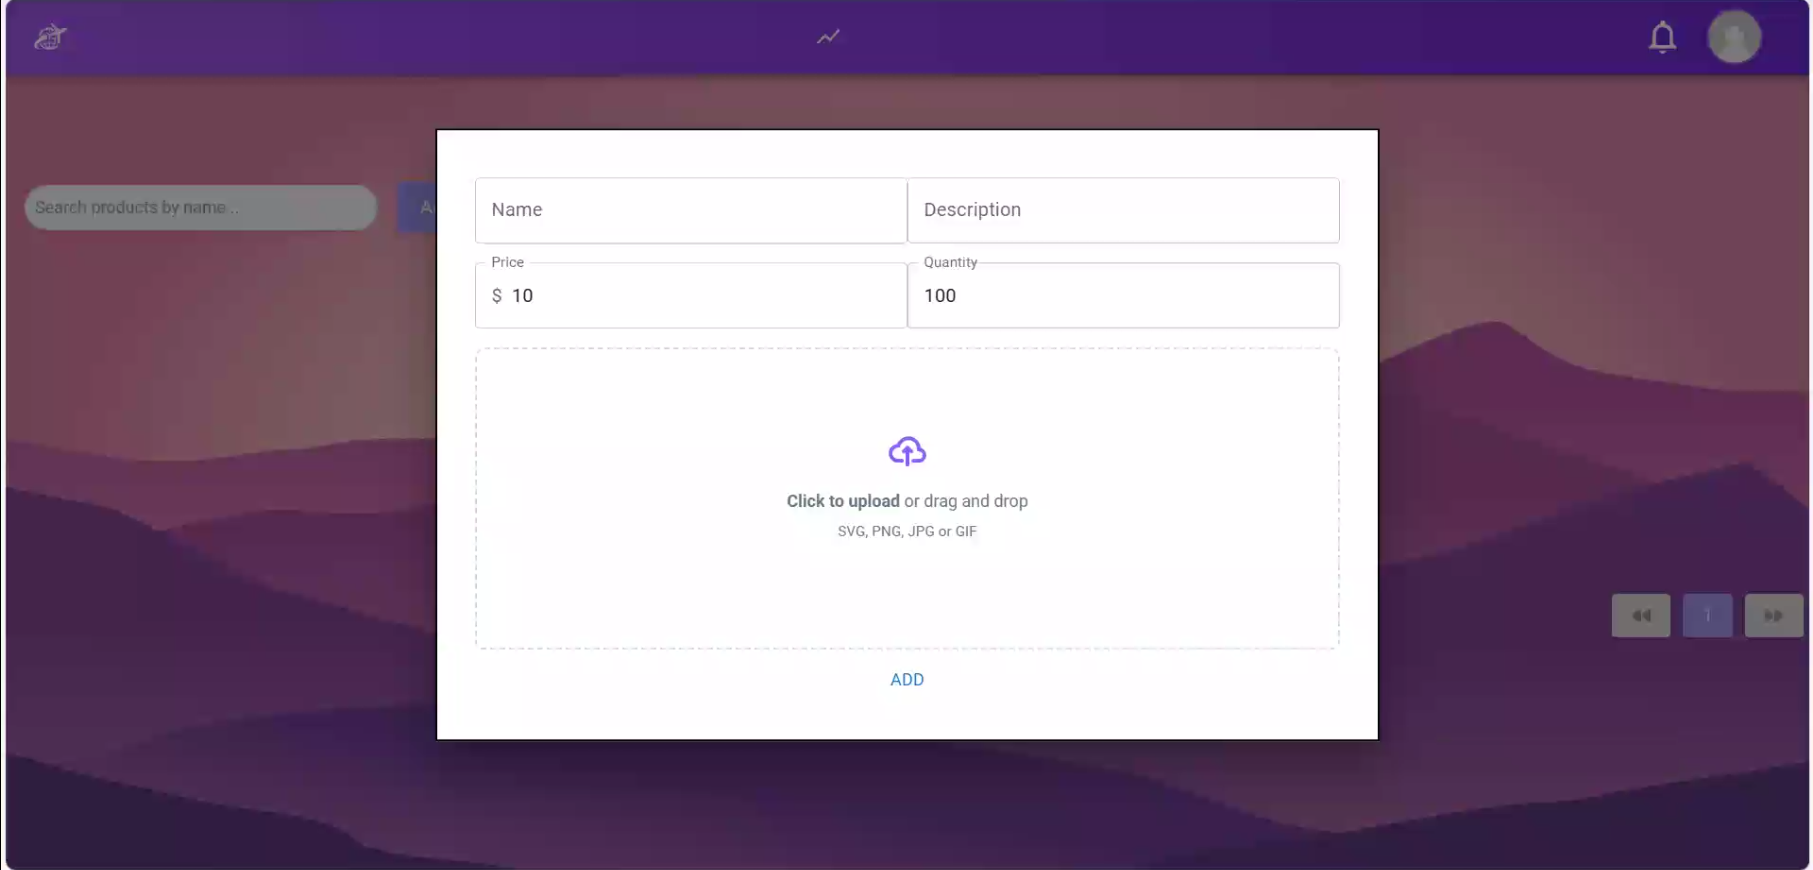 Search products by name...
A
Name
Description
Price
Quantity
$ 10
100
Click to upload or drag and drop
SVG, PNG, JPG or GIF
1
ADD